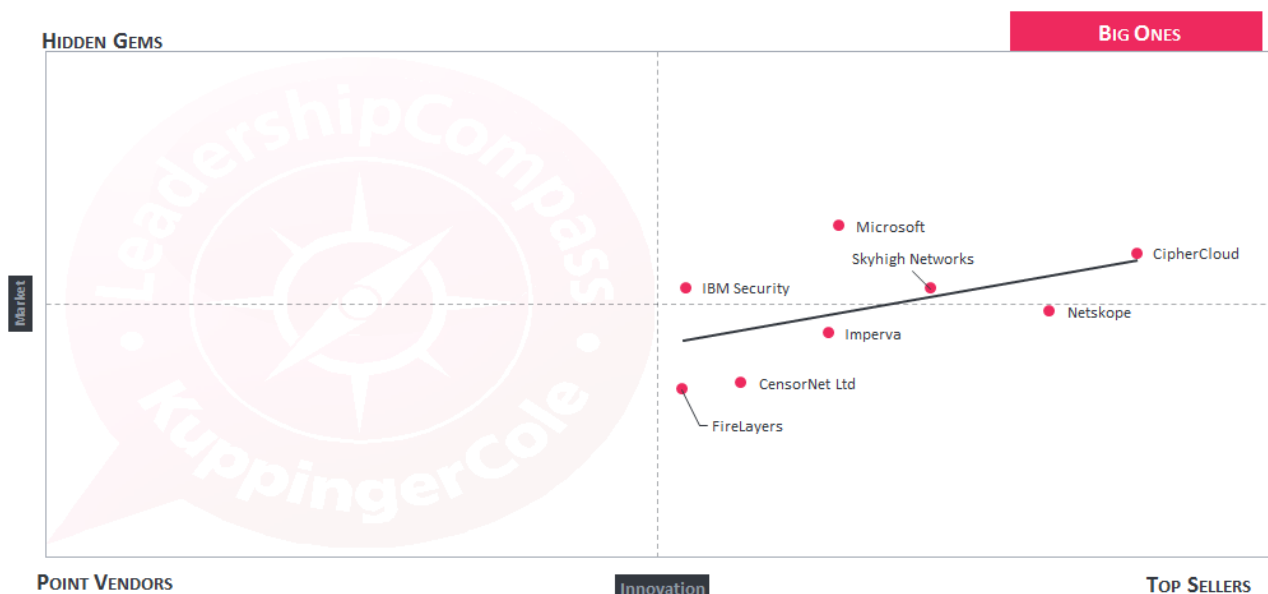 HIDDEN GEMS
BIG ONES
LeadershipCompass
KuppingerCole
Microsoft
Skyhigh Networks
CipherCloud
IBM Security
Market
Netskope
Imperva
CensorNet Ltd
FireLayers
POINT VENDORS
Innovation
TOP SELLERS